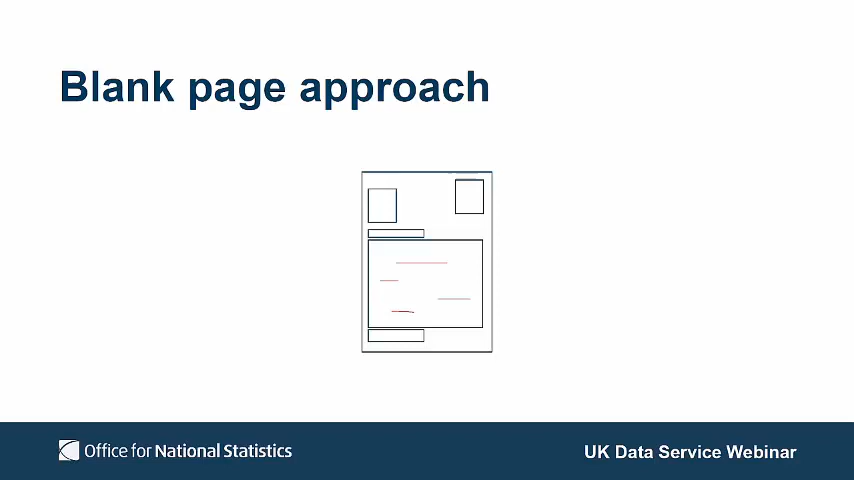 Blank page approach
Office for National Statistics
UK Data Service Webinar